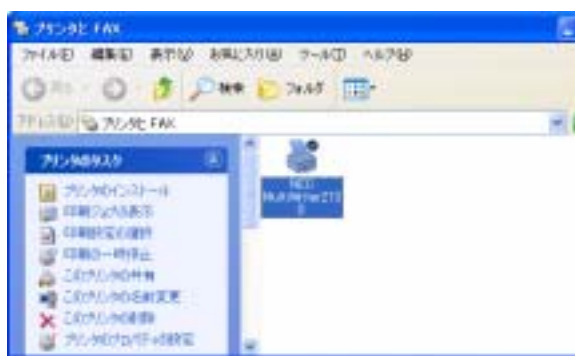 プリンタと FAX
ファイル(F) 編集(E) 表示(V) お気に入り(A) ツール(T) ヘルプ(H)
戻る 検索 フォルダ
アドレス(D) プリンタと FAX
プリンタのタスク
プリンタのインストール
印刷ジョブの表示
印刷設定の選択
印刷の一時停止
このプリンタの共有
このプリンタの名前変更
このプリンタの削除
プリンタのプロパティの設定
NEC